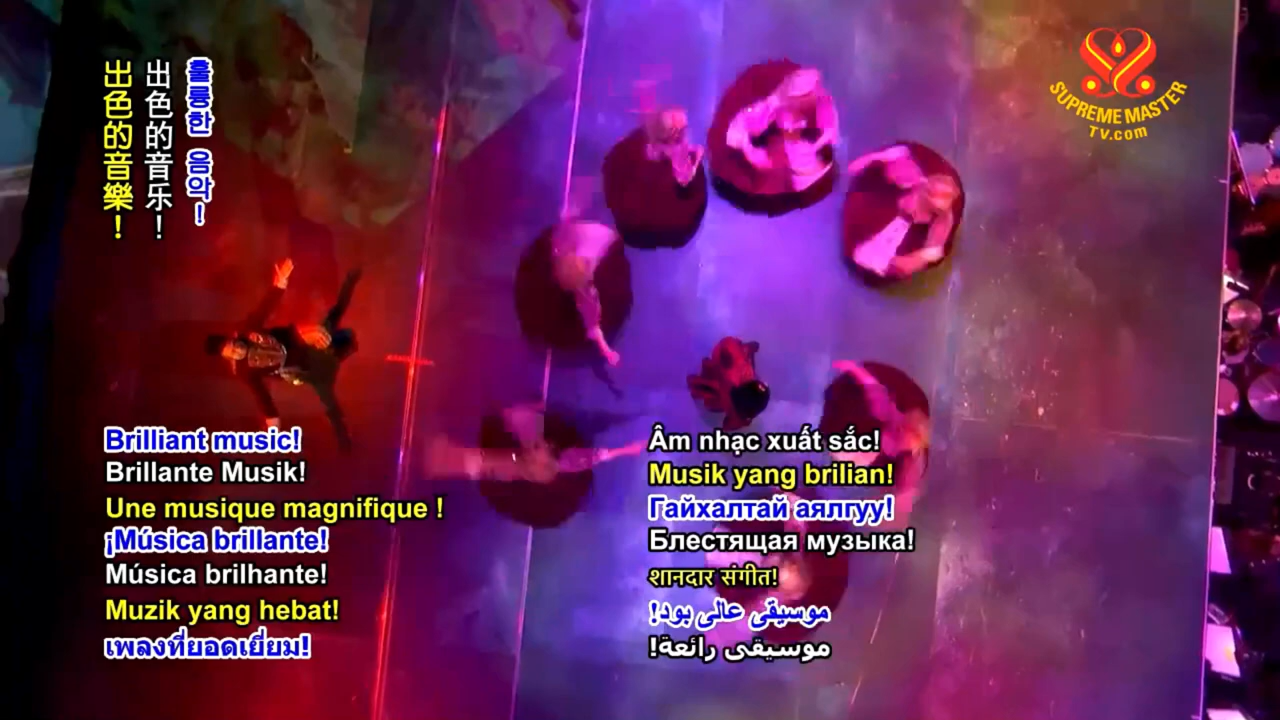 出色的音樂！
出色的音乐！
훌륭한 음악!
SUPREME MASTER
TV.com
Brilliant music!
Brillante Musik!
Une musique magnifique !
¡Música brillante!
Música brilhante!
Muzik yang hebat!
เพลงที่ยอดเยี่ยม!
Âm nhạc xuất sắc!
Musik yang brilian!
Гайхалтай аялгуу!
Блестящая музыка!
शानदार संगीत!
موسیقی عالی بود!
موسيقى رائعة!